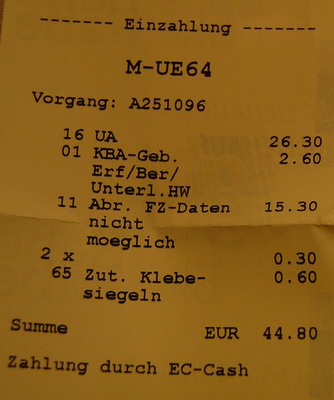 ------- Einzahlung -------
M-UE64
Vorgang: A251096
16 UA 26.30
01 KBA-Geb. 2.60
Erf/Ber/
Unterl.HW
11 Abr. FZ-Daten 15.30
nicht
moeglich
2 x 0.30
65 Zut. Klebe- 0.60
siegeln
Summe EUR 44.80
Zahlung durch EC-Cash